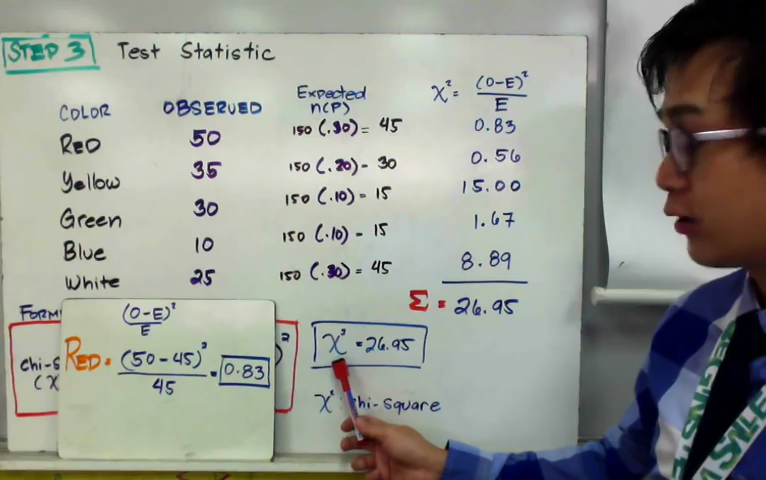 STEP 3 Test Statistic
COLOR OBSERVED Expected n(P) χ² = (O-E)² / E
RED 50 150 (.30) = 45 0.83
Yellow 35 150 (.20) - 30 0.56
Green 30 150 (.10) - 15 15.00
Blue 10 150 (.10) - 15 1.67
White 25 150 (.30) = 45 8.89
Σ = 26.95
FORM
chi-S
(X
2
(O-E)² / E
RED = (50-45)² / 45 = 0.83
χ² = 26.95
χ² chi-square